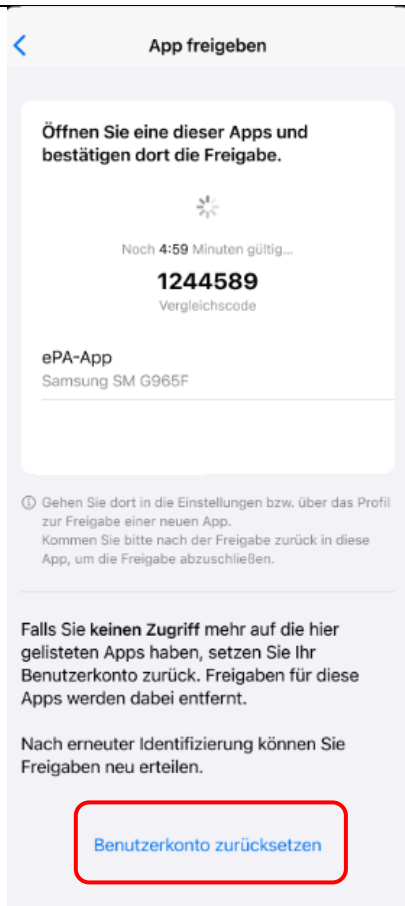 App freigeben
Öffnen Sie eine dieser Apps und
bestätigen dort die Freigabe.
Noch 4:59 Minuten gültig...
1244589
Vergleichscode
ePA-App
Samsung SM G965F
Gehen Sie dort in die Einstellungen bzw. über das Profil
zur Freigabe einer neuen App.
Kommen Sie bitte nach der Freigabe zurück in diese
App, um die Freigabe abzuschließen.
Falls Sie keinen Zugriff mehr auf die hier
gelisteten Apps haben, setzen Sie Ihr
Benutzerkonto zurück. Freigaben für diese
Apps werden dabei entfernt.
Nach erneuter Identifizierung können Sie
Freigaben neu erteilen.
Benutzerkonto zurücksetzen